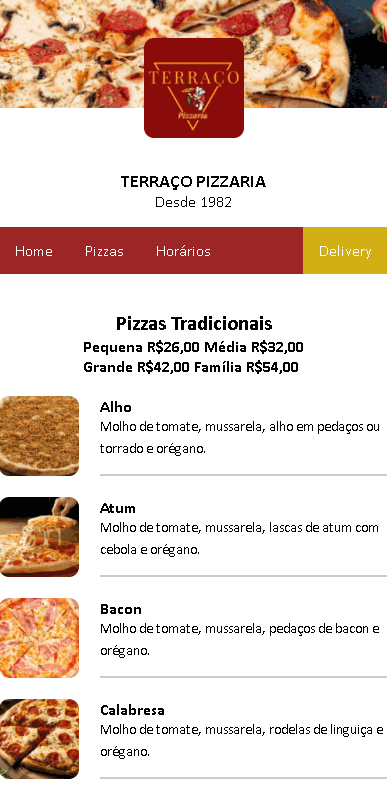 TERRAÇO
Pizzaria
TERRAÇO PIZZARIA
Desde 1982
Home Pizzas Horários Delivery
Pizzas Tradicionais
Pequena R$26,00 Média R$32,00
Grande R$42,00 Família R$54,00
Alho
Molho de tomate, mussarela, alho em pedaços ou
torrado e orégano.
Atum
Molho de tomate, mussarela, lascas de atum com
cebola e orégano.
Bacon
Molho de tomate, mussarela, pedaços de bacon e
orégano.
Calabresa
Molho de tomate, mussarela, rodelas de linguiça e
orégano.